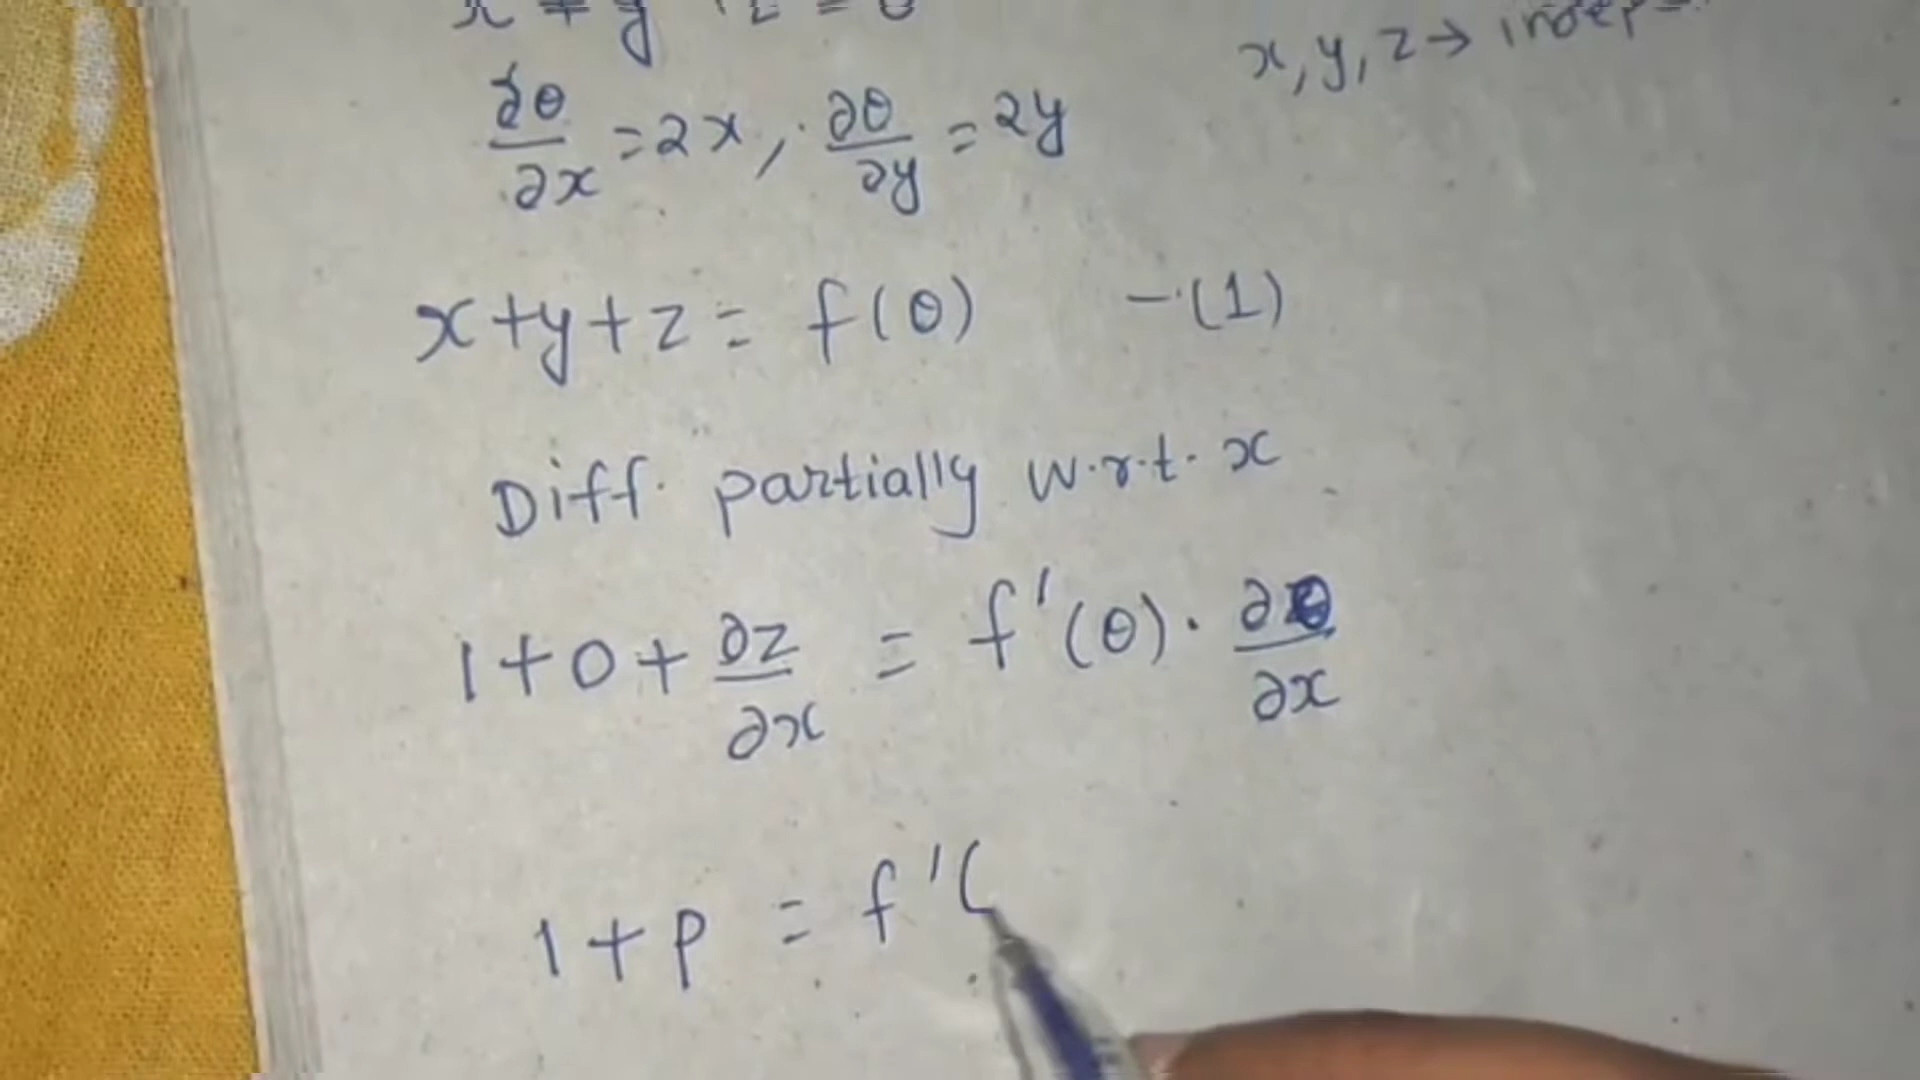 x, y, z →
∂θ/∂x = 2x, ∂θ/∂y = 2y
x+y+z = f(θ) -(1)
Diff. partially w.r.t. x
1+0+ ∂z/∂x = f'(θ) · ∂θ/∂x
1+p = f'(